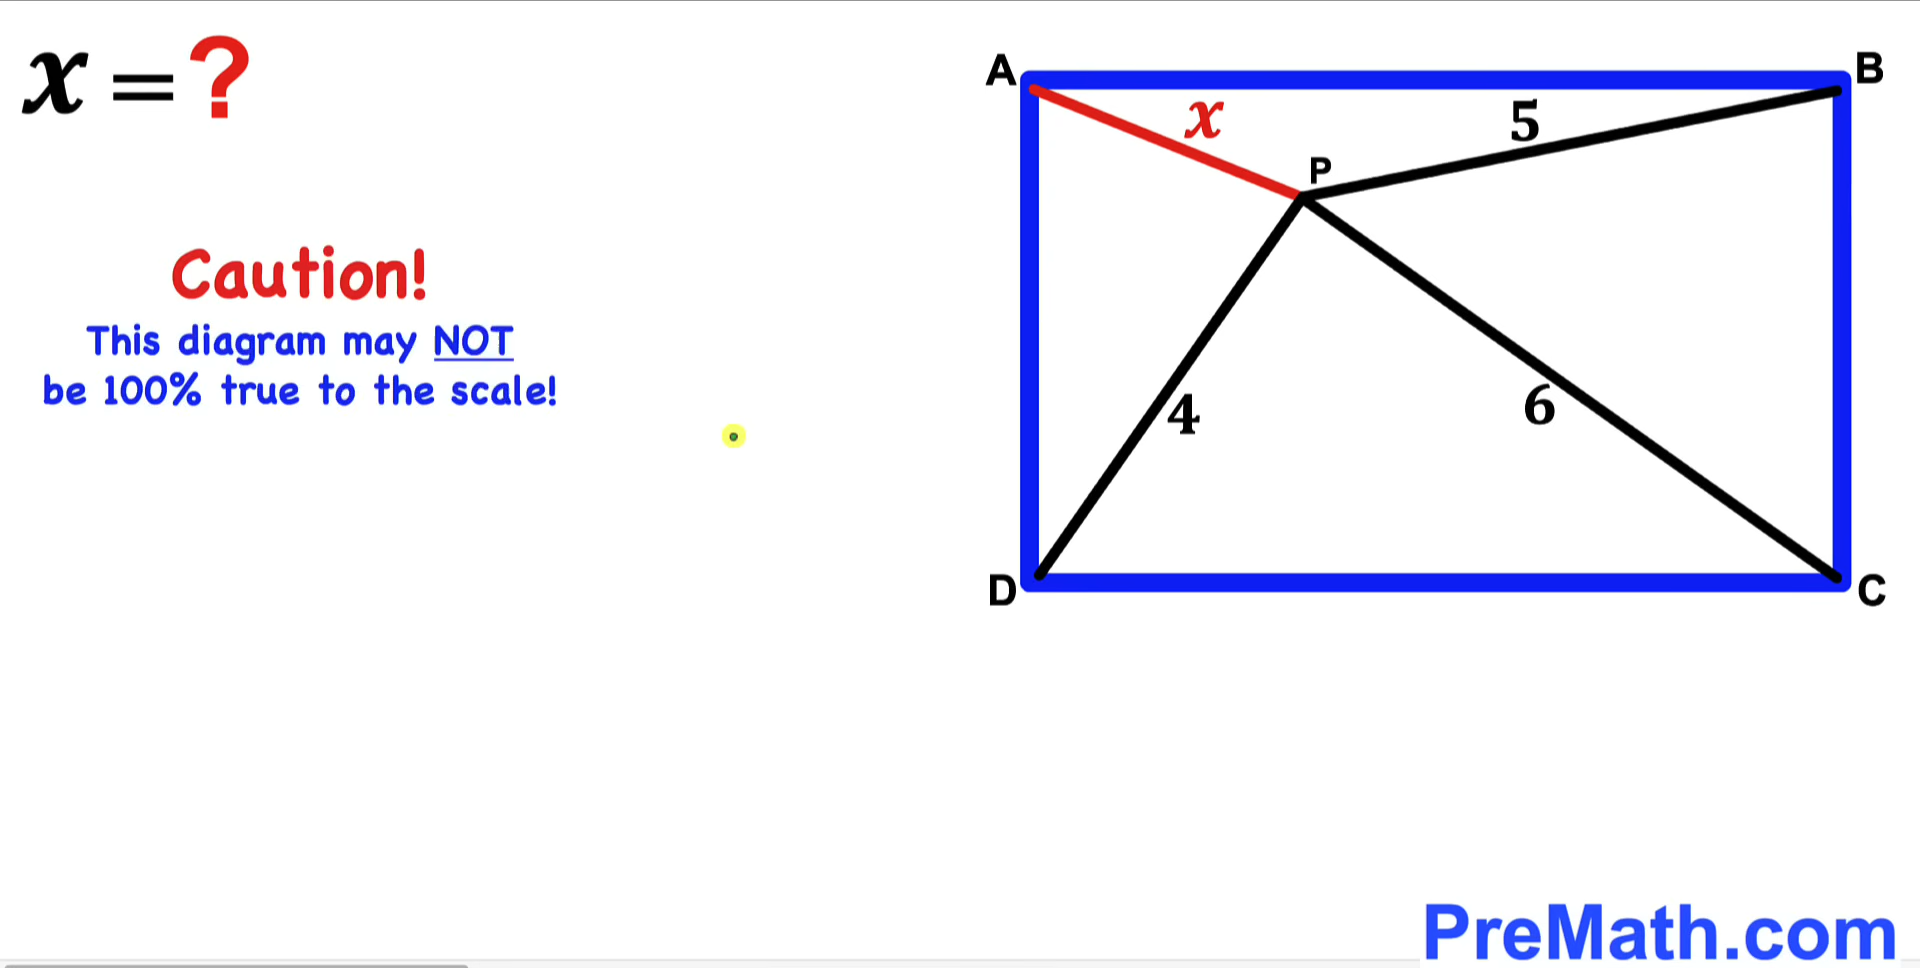 x = ?
A
B
x
5
P
Caution!
This diagram may NOT
be 100% true to the scale!
4
6
D
C
PreMath.com